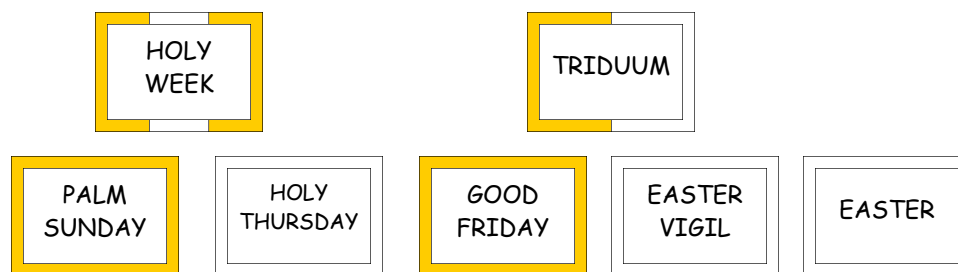 HOLY
WEEK
TRIDUUM
PALM
SUNDAY
HOLY
THURSDAY
GOOD
FRIDAY
EASTER
VIGIL
EASTER